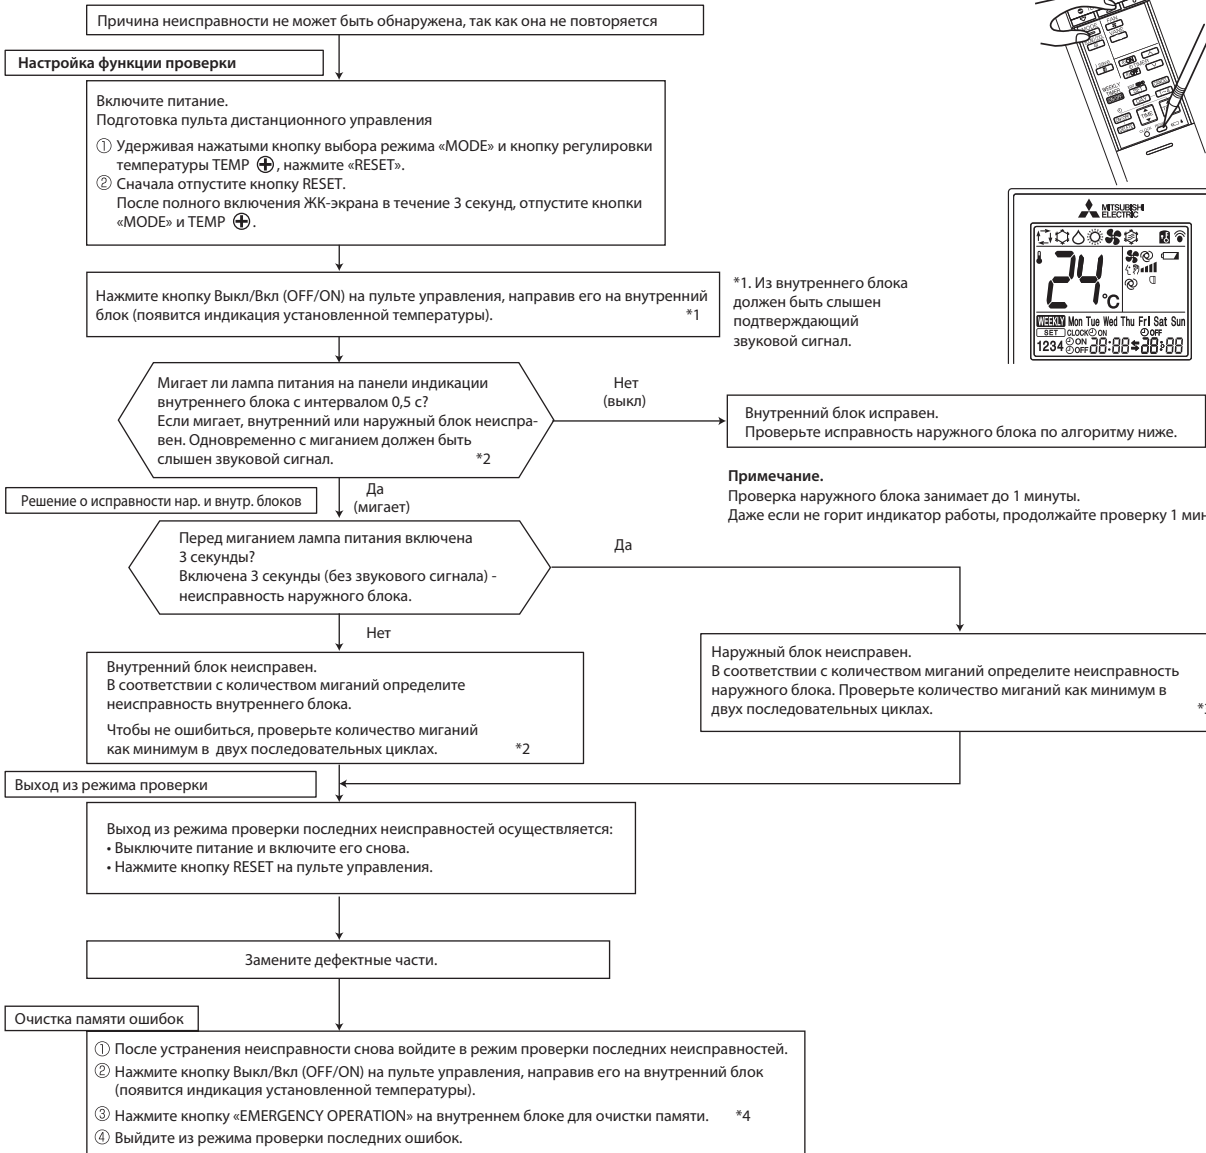 Причина неисправности не может быть обнаружена, так как она не повторяется
Настройка функции проверки
Включите питание.
Подготовка пульта дистанционного управления
① Удерживая нажатыми кнопку выбора режима «MODE» и кнопку регулировки
температуры TEMP ⊕, нажмите «RESET».
② Сначала отпустите кнопку RESET.
После полного включения ЖК-экрана в течение 3 секунд, отпустите кнопки
«MODE» и TEMP ⊕.
MITSUBISHI
ELECTRIC
24°C
WEEKLY Mon Tue Wed Thu Fri Sat Sun
SET CLOCK ON OFF
1234 ON OFF 88:88 88:88
Нажмите кнопку Выкл/Вкл (OFF/ON) на пульте управления, направив его на внутренний
блок (появится индикация установленной температуры). *1
*1. Из внутреннего блока
должен быть слышен
подтверждающий
звуковой сигнал.
Мигает ли лампа питания на панели индикации
внутреннего блока с интервалом 0,5 с?
Если мигает, внутренний или наружный блок неиспра-
вен. Одновременно с миганием должен быть
слышен звуковой сигнал. *2
Нет
(выкл)
Внутренний блок исправен.
Проверьте исправность наружного блока по алгоритму ниже.
Примечание.
Проверка наружного блока занимает до 1 минуты.
Даже если не горит индикатор работы, продолжайте проверку 1 мин
Решение о исправности нар. и внутр. блоков
Да
(мигает)
Перед миганием лампа питания включена
3 секунды?
Включена 3 секунды (без звукового сигнала) -
неисправность наружного блока.
Да
Нет
Внутренний блок неисправен.
В соответствии с количеством миганий определите
неисправность внутреннего блока.
Чтобы не ошибиться, проверьте количество миганий
как минимум в двух последовательных циклах. *2
Наружный блок неисправен.
В соответствии с количеством миганий определите неисправность
наружного блока. Проверьте количество миганий как минимум в
двух последовательных циклах.
Выход из режима проверки
Выход из режима проверки последних неисправностей осуществляется:
• Выключите питание и включите его снова.
• Нажмите кнопку RESET на пульте управления.
Замените дефектные части.
Очистка памяти ошибок
① После устранения неисправности снова войдите в режим проверки последних неисправностей.
② Нажмите кнопку Выкл/Вкл (OFF/ON) на пульте управления, направив его на внутренний блок
(появится индикация установленной температуры).
③ Нажмите кнопку «EMERGENCY OPERATION» на внутреннем блоке для очистки памяти. *4
④ Выйдите из режима проверки последних ошибок.